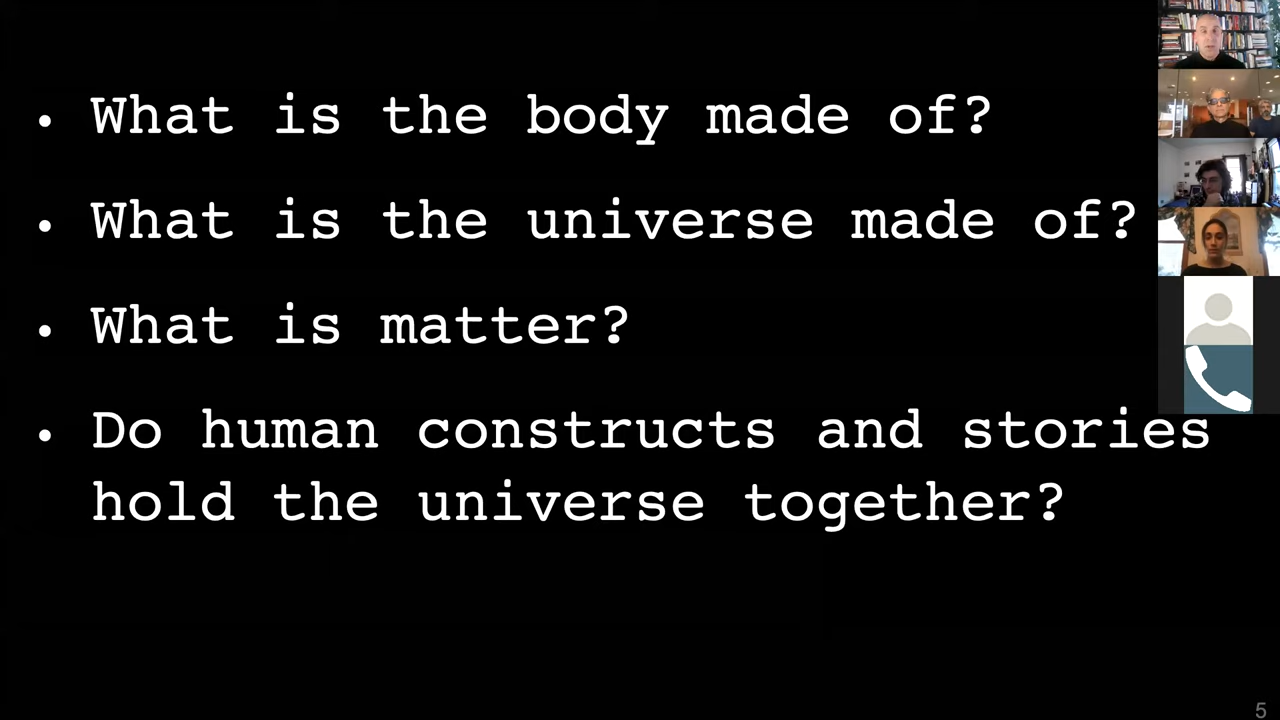 • What is the body made of?
• What is the universe made of?
• What is matter?
• Do human constructs and stories
hold the universe together?
5